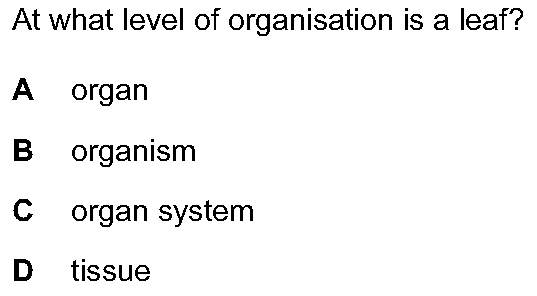 At what level of organisation is a leaf?
A organ
B organism
C organ system
D tissue